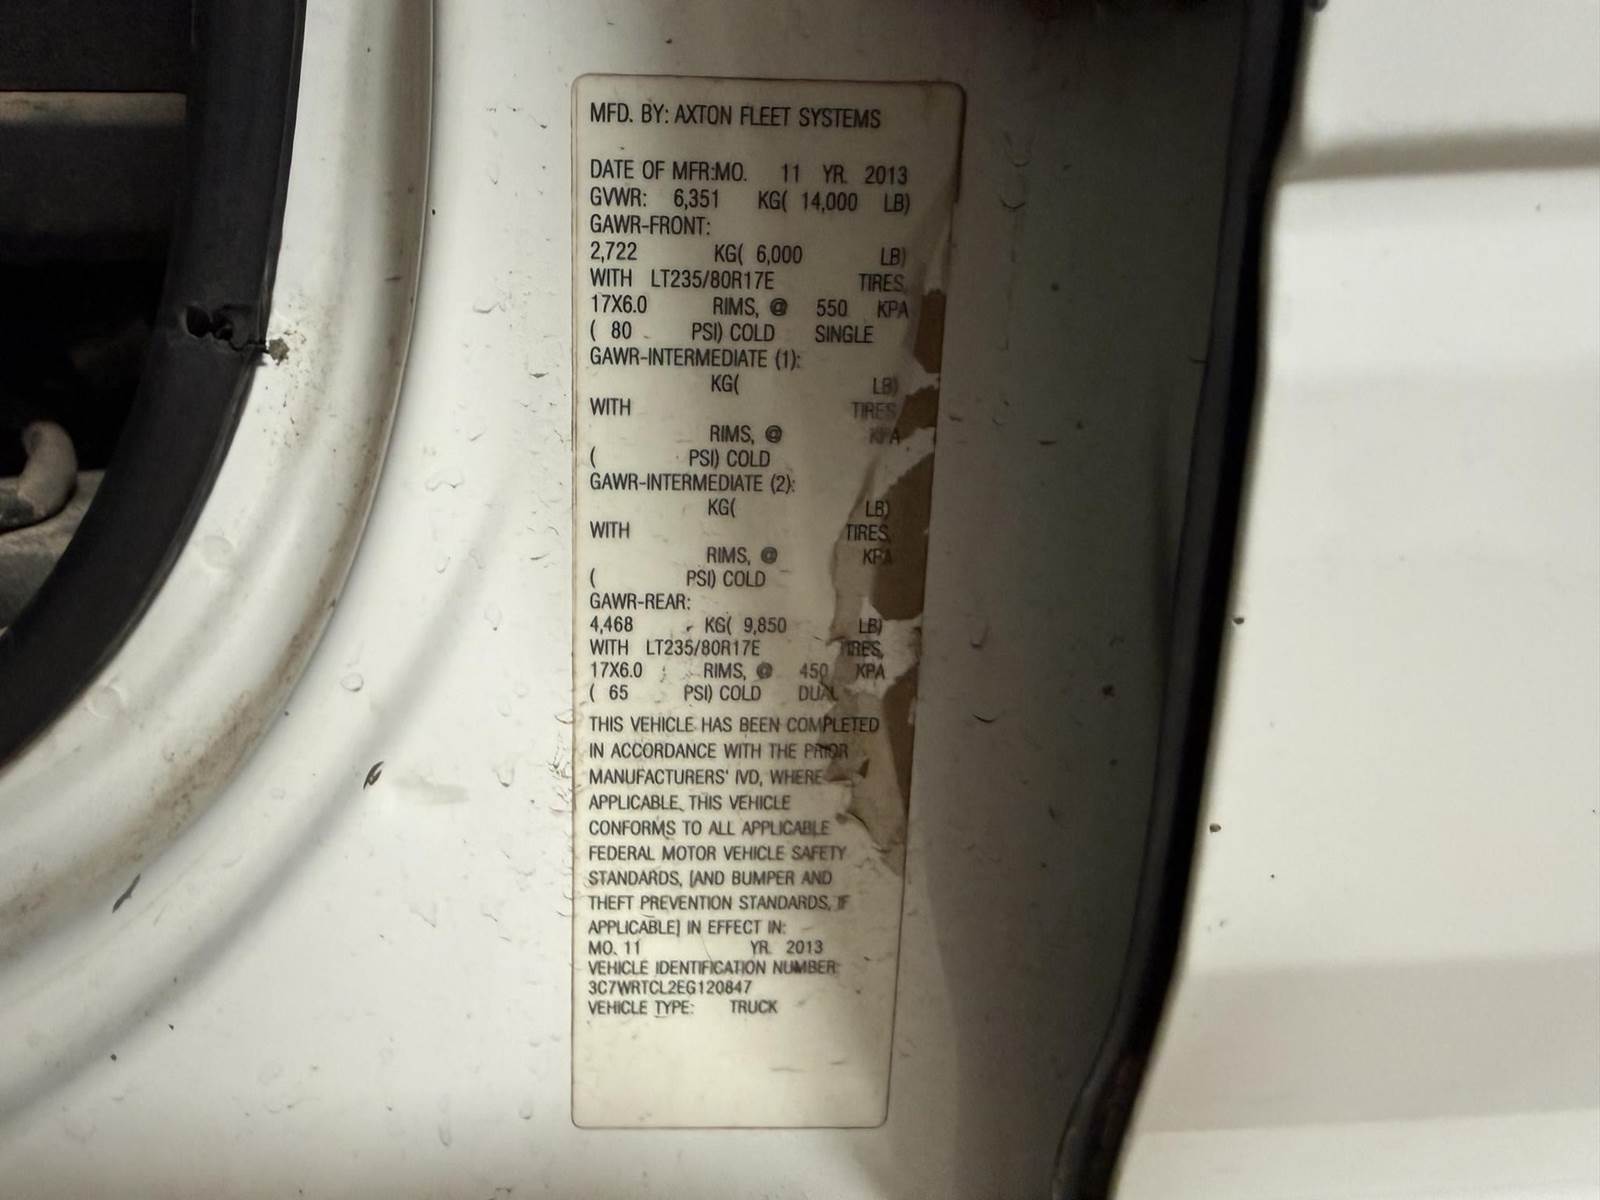 MFD. BY: AXTON FLEET SYSTEMS
DATE OF MFR:MO. 11 YR. 2013
GVWR: 6,351 KG( 14,000 LB)
GAWR-FRONT:
2,722 KG( 6,000 LB)
WITH LT235/80R17E TIRES,
17X6.0 RIMS, @ 550 KPA
( 80 PSI) COLD SINGLE
GAWR-INTERMEDIATE (1):
KG( LB)
WITH TIRES,
RIMS, @ KPA
( PSI) COLD
GAWR-INTERMEDIATE (2):
KG( LB)
WITH TIRES,
RIMS, @ KPA
( PSI) COLD
GAWR-REAR:
4,468 KG( 9,850 LB)
WITH LT235/80R17E TIRES,
17X6.0 RIMS, @ 450 KPA
( 65 PSI) COLD DUAL
THIS VEHICLE HAS BEEN COMPLETED
IN ACCORDANCE WITH THE PRIOR
MANUFACTURERS' IVD, WHERE
APPLICABLE, THIS VEHICLE
CONFORMS TO ALL APPLICABLE
FEDERAL MOTOR VEHICLE SAFETY
STANDARDS, [AND BUMPER AND
THEFT PREVENTION STANDARDS, IF
APPLICABLE] IN EFFECT IN:
MO. 11 YR. 2013
VEHICLE IDENTIFICATION NUMBER:
3C7WRTCL2EG120847
VEHICLE TYPE: TRUCK